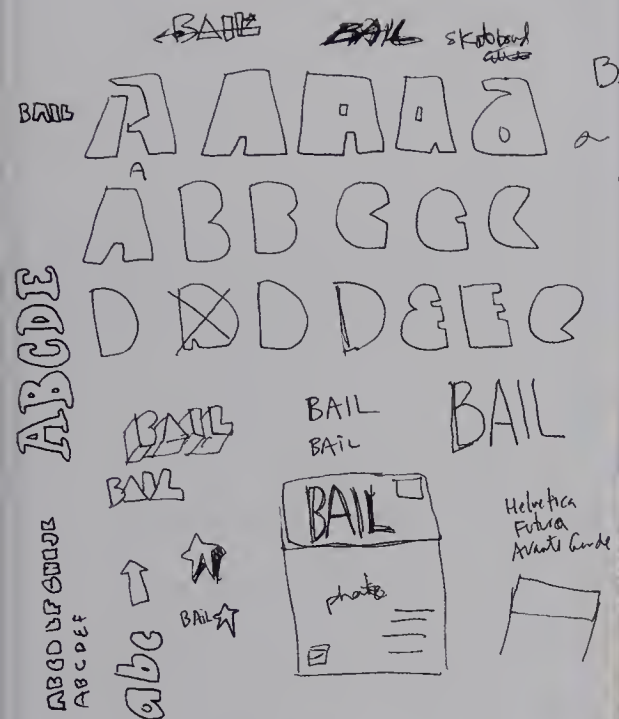 BAIL BAIL skateboard
B
BAIL A A A A a a
A
A B B C C C
D D D D E E C
ABCDE
BAIL BAIL BAIL
BAIL
BAIL
BAIL
photo
Helvetica
Futura
Avante Garde
BAIL
abc
ABCDEFGHIJK
ABCDEF